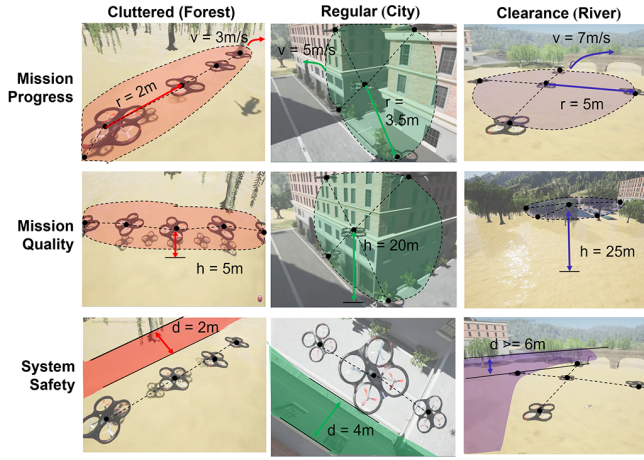 Cluttered (Forest)
Regular (City)
Clearance (River)
Mission
Progress
v = 3m/s
r = 2m
v = 5m/s
r =
3.5m
v = 7m/s
r = 5m
Mission
Quality
h = 5m
h = 20m
h = 25m
System
Safety
d = 2m
d = 4m
d >= 6m